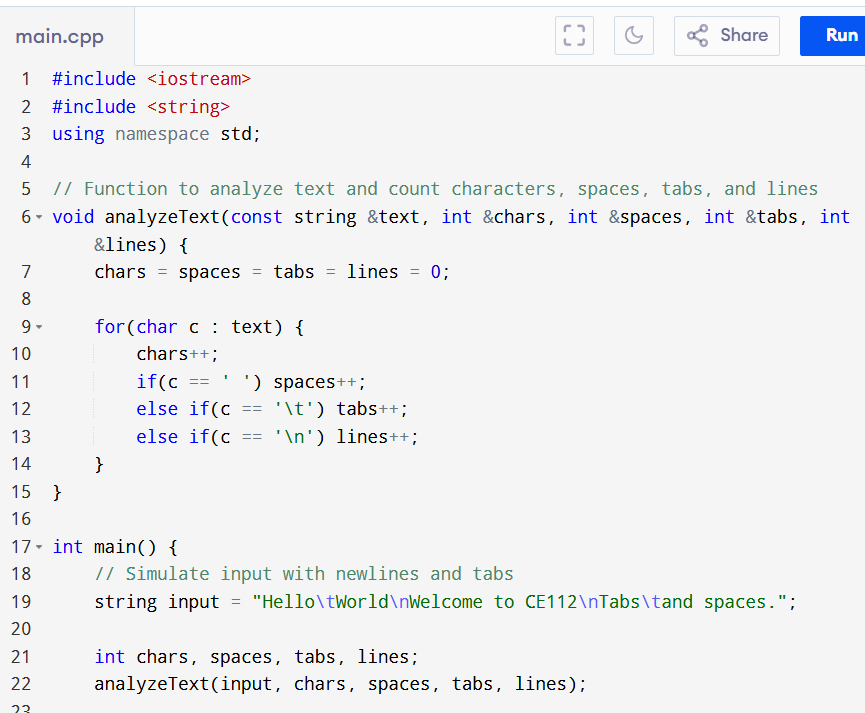 main.cpp
Share
Run
1 #include <iostream>
2 #include <string>
3 using namespace std;
4
5 // Function to analyze text and count characters, spaces, tabs, and lines
6 void analyzeText(const string &text, int &chars, int &spaces, int &tabs, int
&lines) {
7 chars = spaces = tabs = lines = 0;
8
9 for(char c : text) {
10 chars++;
11 if(c == ' ') spaces++;
12 else if(c == '\t') tabs++;
13 else if(c == '\n') lines++;
14 }
15 }
16
17 int main() {
18 // Simulate input with newlines and tabs
19 string input = "Hello\tWorld\nWelcome to CE112\nTabs\tand spaces.";
20
21 int chars, spaces, tabs, lines;
22 analyzeText(input, chars, spaces, tabs, lines);
23